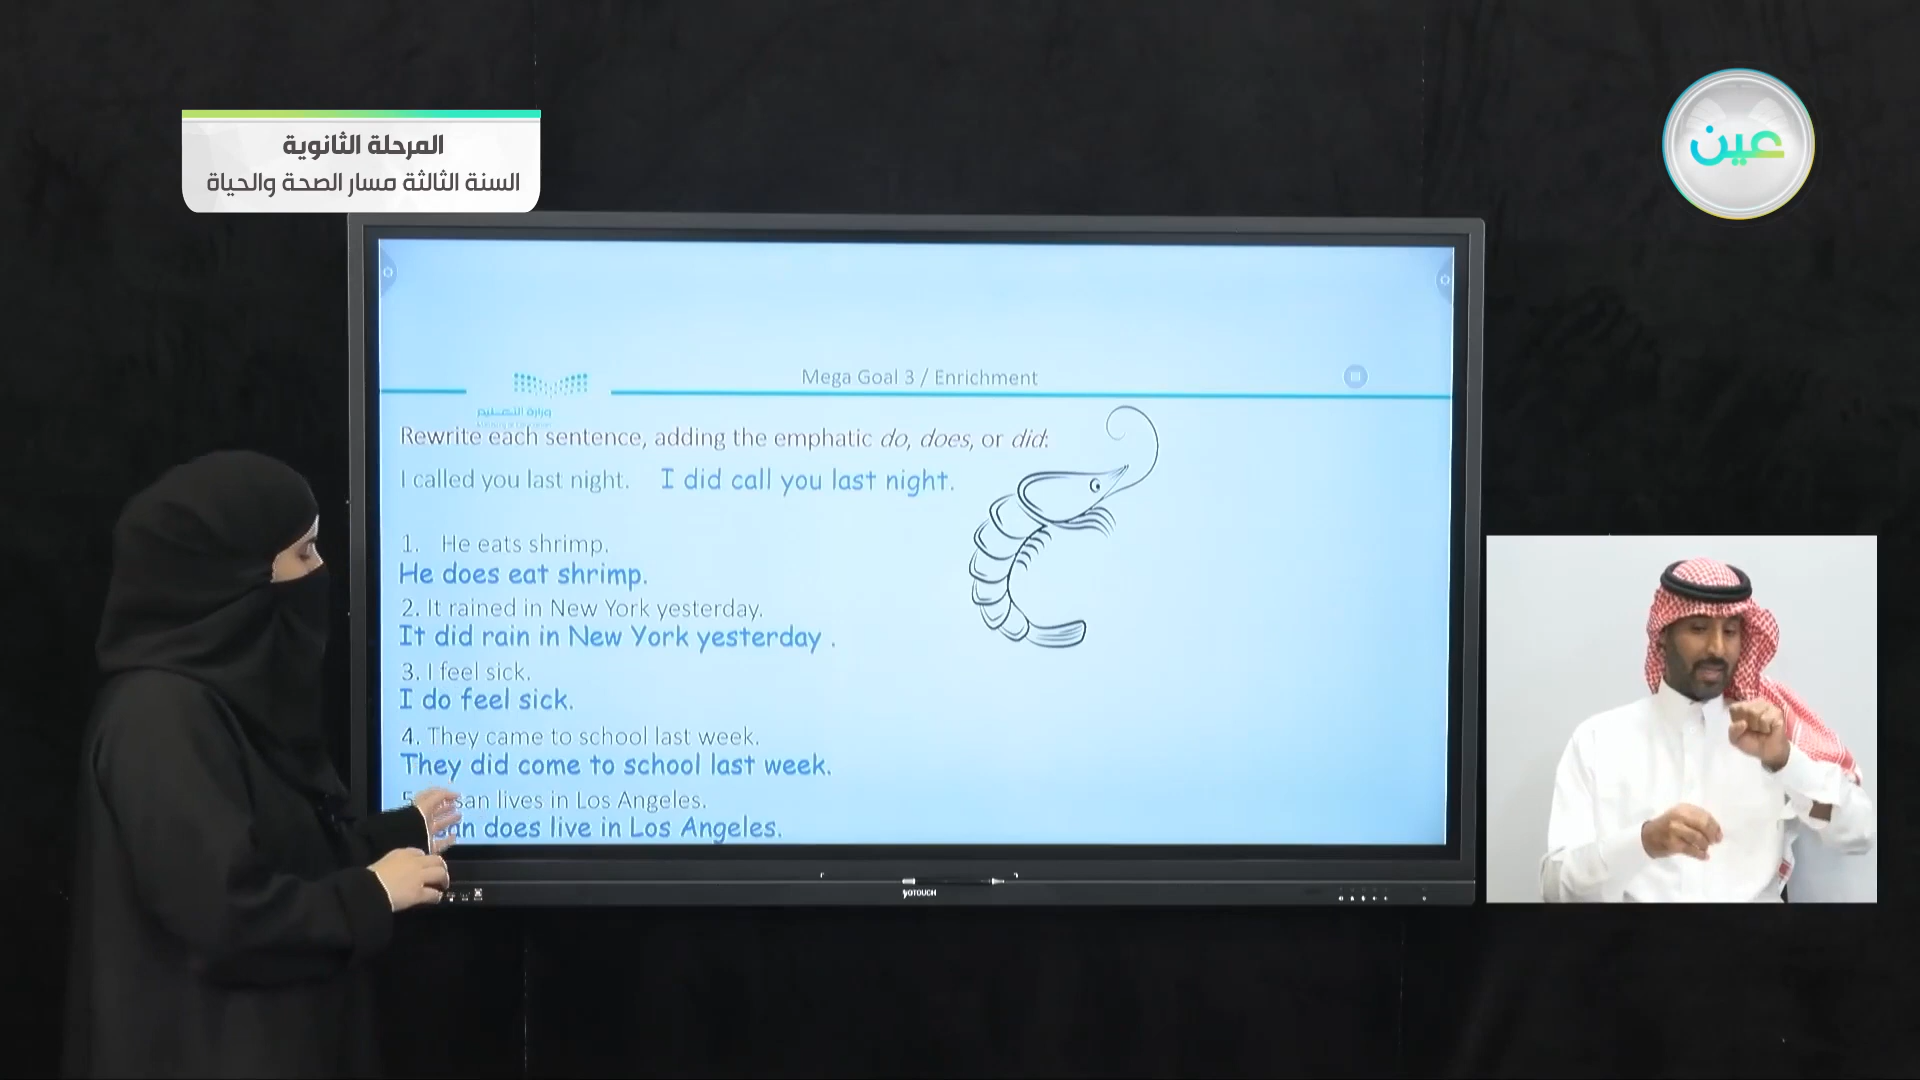 المرحلة الثانوية
السنة الثالثة مسار الصحة والحياة
عين
Mega Goal 3 / Enrichment
وزارة التعليم
Rewrite each sentence, adding the emphatic do, does, or did:
I called you last night. I did call you last night.
1. He eats shrimp.
He does eat shrimp.
2. It rained in New York yesterday.
It did rain in New York yesterday .
3. I feel sick.
I do feel sick.
4. They came to school last week.
They did come to school last week.
5. lives in Los Angeles.
does live in Los Angeles.
YOTOUCH